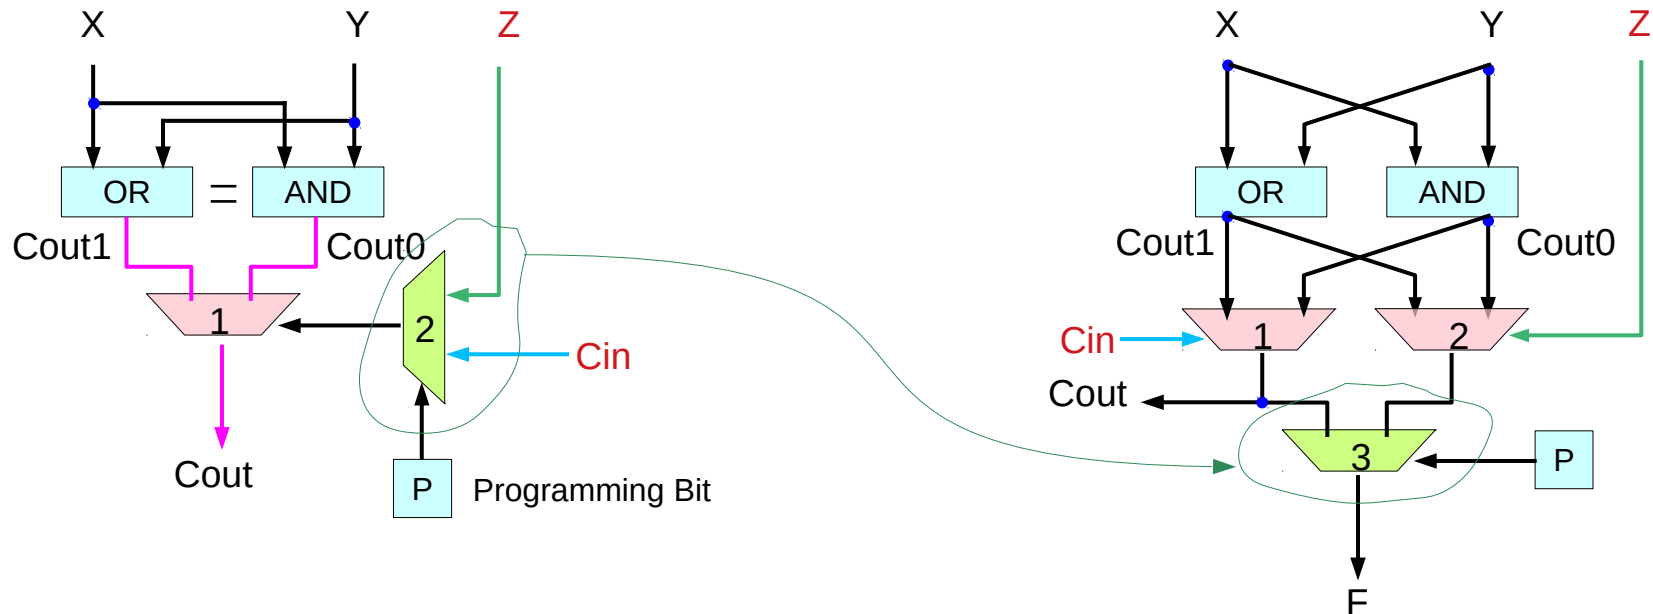 X Y Z
OR = AND
Cout1 Cout0
1
2
Cin
Cout
P Programming Bit
X Y Z
OR AND
Cout1 Cout0
Cin 1 2
Cout
3 P
F